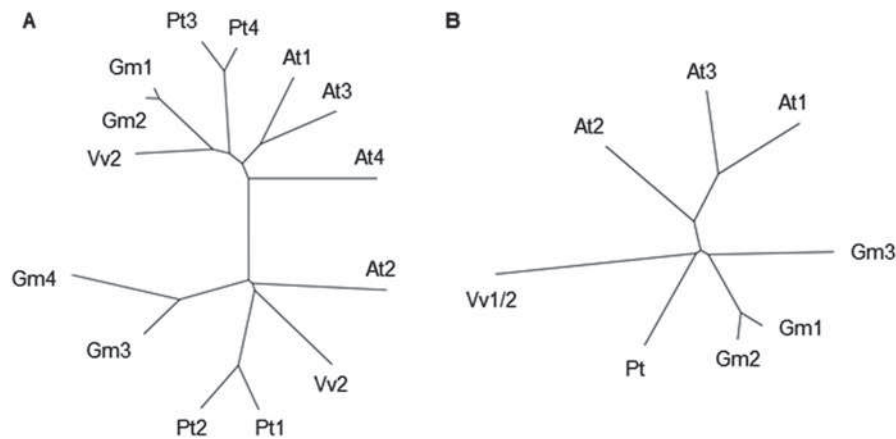 A
Pt3
Pt4
Gm1
At1
At3
Gm2
Vv2
At4
Gm4
At2
Gm3
Vv2
Pt2
Pt1
B
At3
At1
At2
Gm3
Vv1/2
Gm1
Gm2
Pt